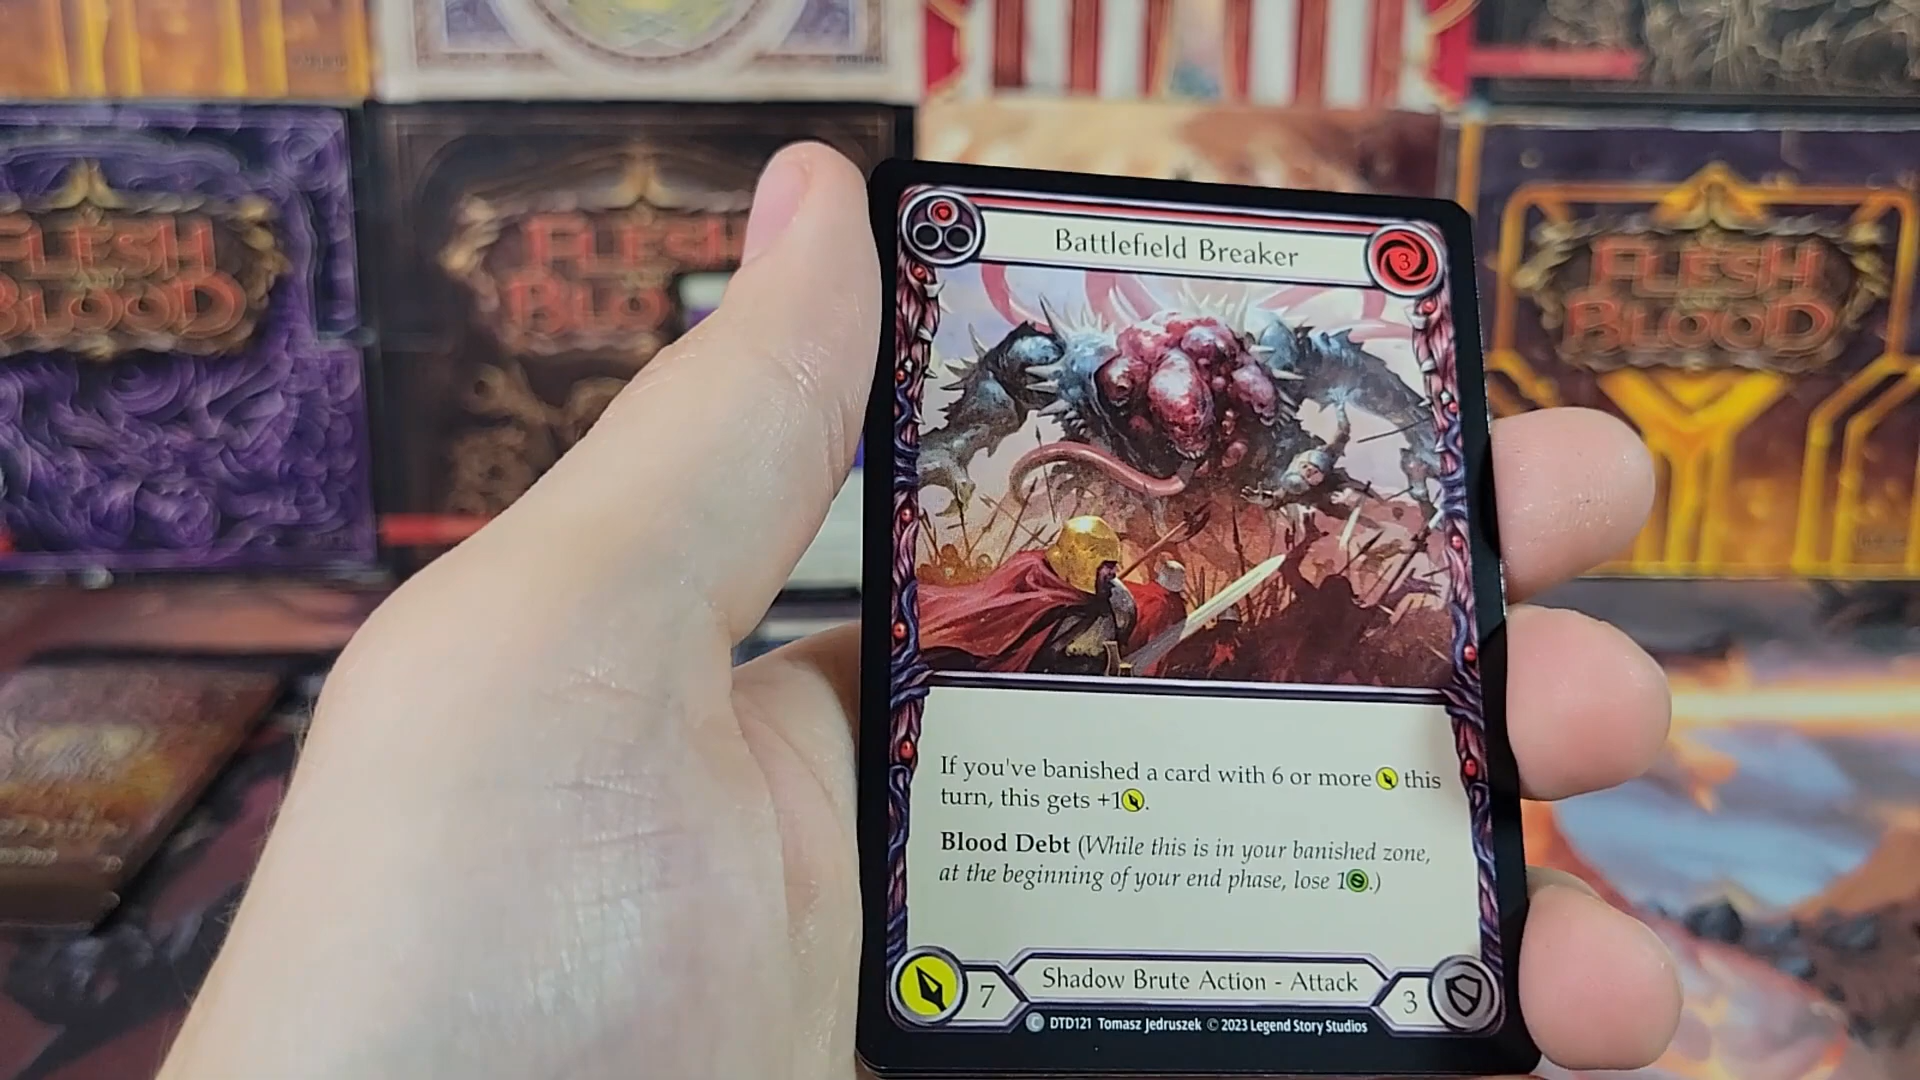 FLESH
BLOOD
FLESH
BLOO
FLESH
AND
BLOOD
Battlefield Breaker
3
If you've banished a card with 6 or more this
turn, this gets +1.
Blood Debt (While this is in your banished zone,
at the beginning of your end phase, lose 1.)
7
Shadow Brute Action - Attack
3
C DTD121 Tomasz Jedruszek © 2023 Legend Story Studios